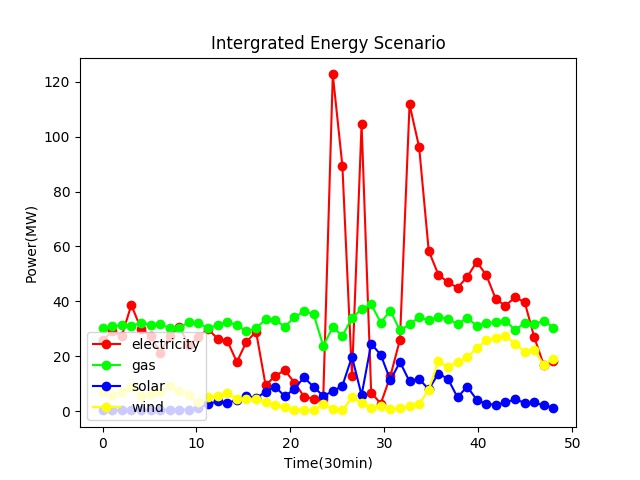 Intergrated Energy Scenario
Power(MW)
120
100
80
60
40
20
0
electricity
gas
solar
wind
0 10 20 30 40 50
Time(30min)